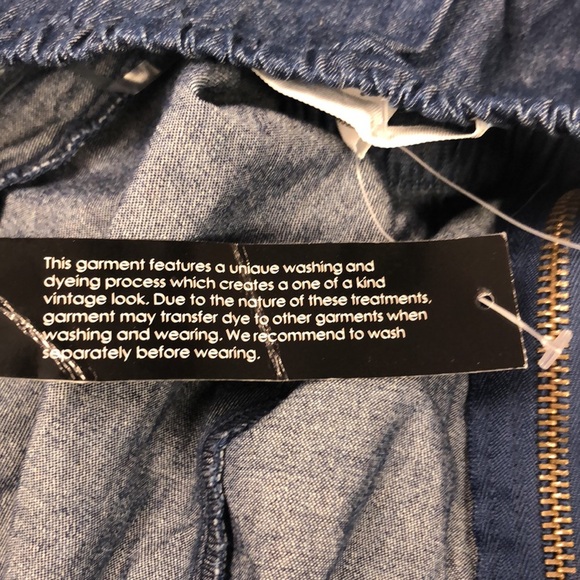 This garment features a unique washing and
dyeing process which creates a one of a kind
vintage look. Due to the nature of these treatments,
garment may transfer dye to other garments when
washing and wearing. We recommend to wash
separately before wearing.